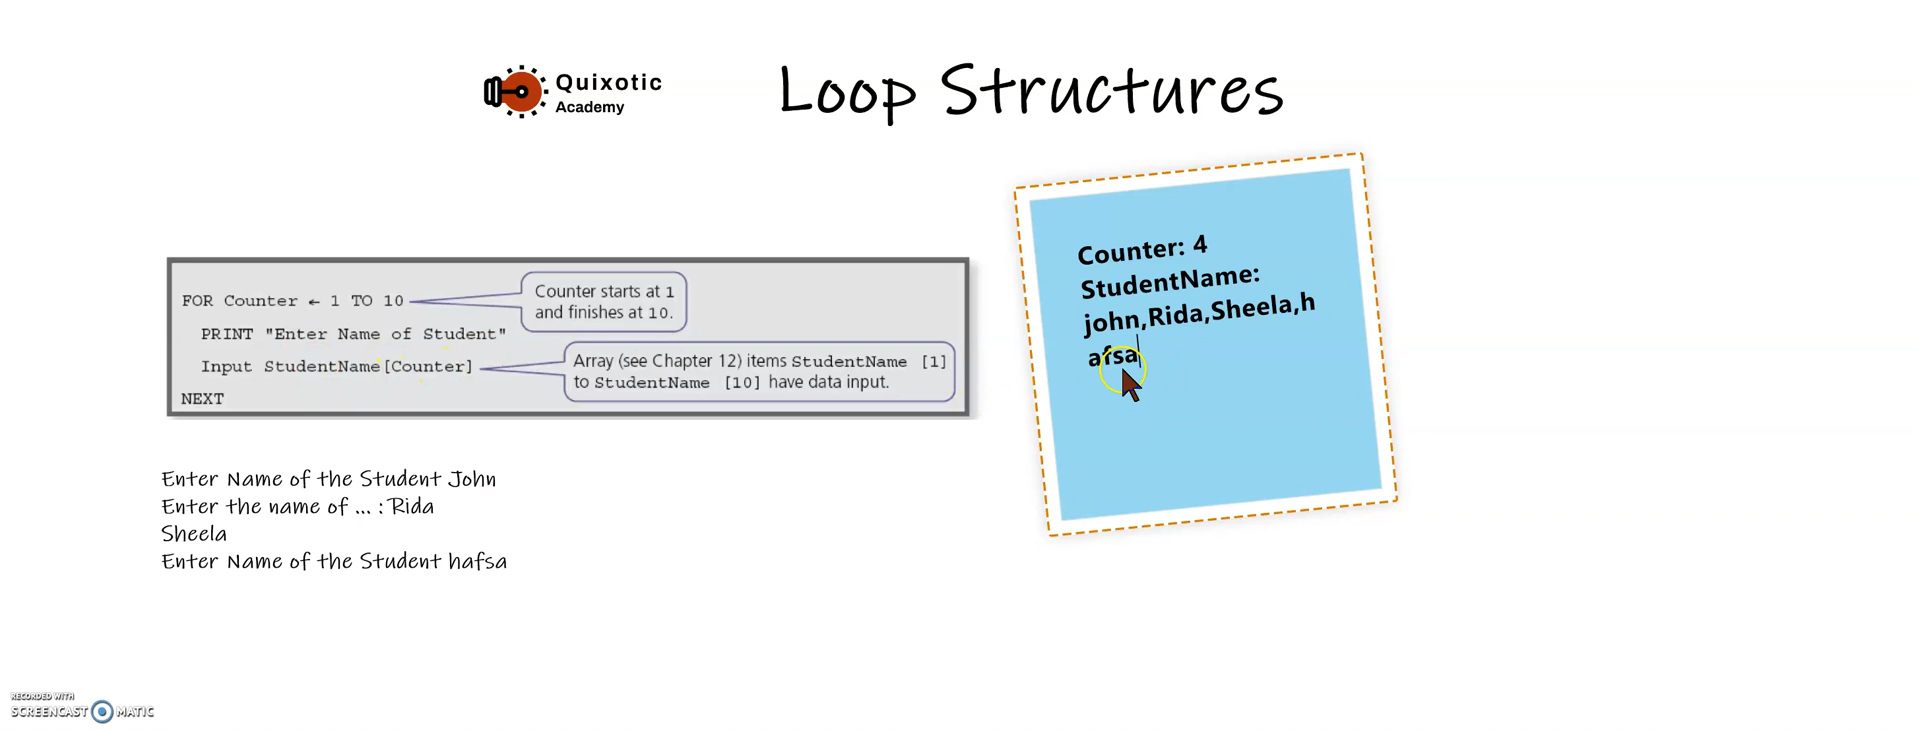 Quixotic
Academy
Loop Structures
FOR Counter ← 1 TO 10
Counter starts at 1
and finishes at 10.
PRINT "Enter Name of Student"
Input StudentName[Counter]
Array (see Chapter 12) items StudentName [1]
to StudentName [10] have data input.
NEXT
Counter: 4
StudentName:
john,Rida,Sheela,h
afsa
Enter Name of the Student John
Enter the name of ... : Rida
Sheela
Enter Name of the Student hafsa
RECORDED WITH
SCREENCAST MATIC